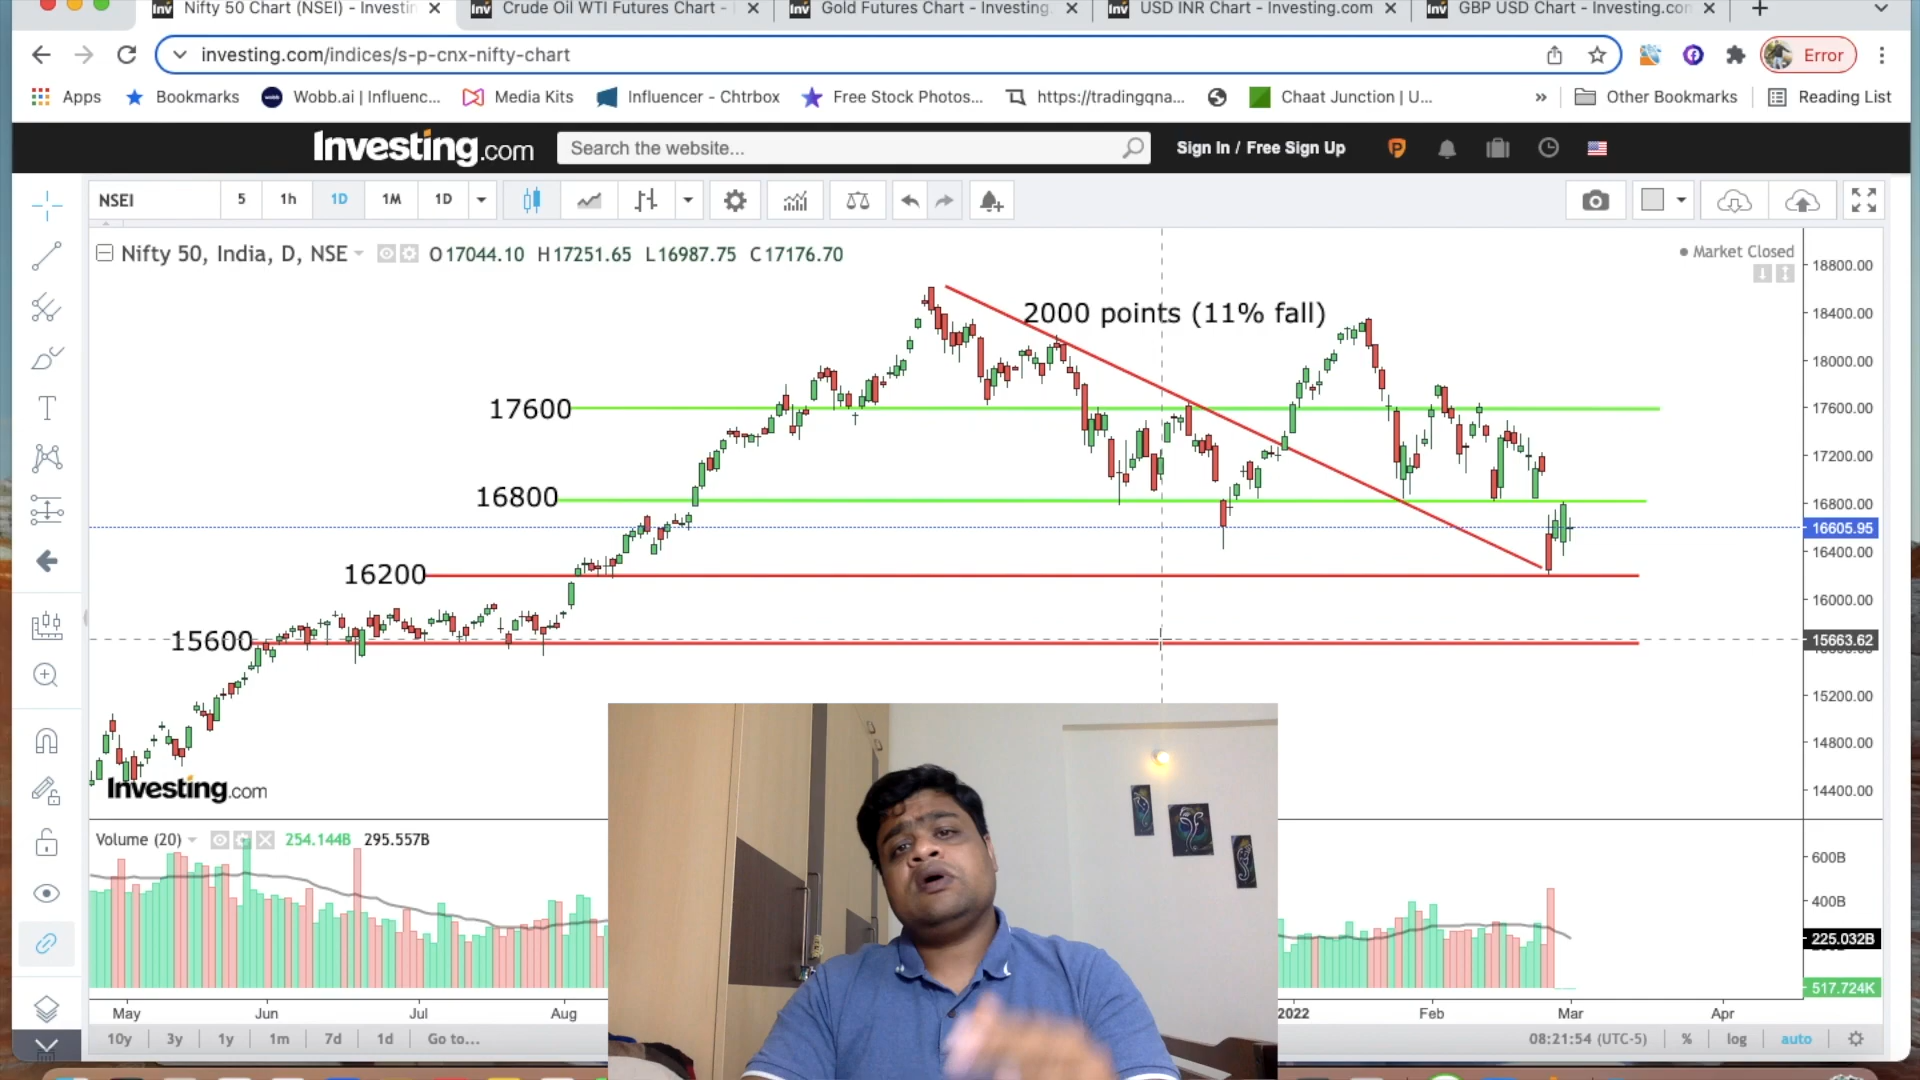 Nifty 50 Chart (NSEI) - Investin
Crude Oil WTI Futures Chart -
Gold Futures Chart - Investing.
USD INR Chart - Investing.com
GBP USD Chart - Investing.con
investing.com/indices/s-p-cnx-nifty-chart
Error
Apps
Bookmarks
Wobb.ai | Influenc...
Media Kits
Influencer - Chtrbox
Free Stock Photos...
https://tradingqna...
Chaat Junction | U...
»
Other Bookmarks
Reading List
Investing.com
Search the website...
Sign In / Free Sign Up
NSEI
5
1h
1D
1M
1D
Nifty 50, India, D, NSE
O17044.10 H17251.65 L16987.75 C17176.70
Market Closed
2000 points (11% fall)
17600
16800
16200
15600
18800.00
18400.00
18000.00
17600.00
17200.00
16800.00
16605.95
16400.00
16000.00
15663.62
15200.00
14800.00
14400.00
Investing.com
Volume (20)
254.144B 295.557B
600B
400B
225.032B
517.724K
May
Jun
Jul
Aug
2022
Feb
Mar
Apr
10y
3y
1y
1m
7d
1d
Go to...
08:21:54 (UTC-5)
%
log
auto